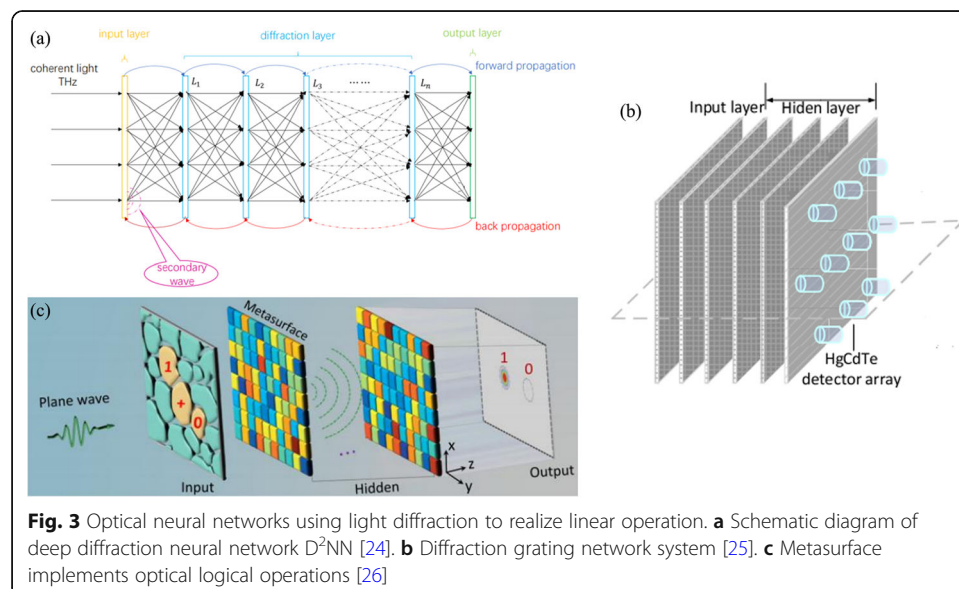 (a)
input layer
diffraction layer
output layer
coherent light
THz
L1
L2
L3
……
Ln
forward propagation
back propagation
secondary
wave
(b)
Input layer
Hiden layer
HgCdTe
detector array
(c)
Plane wave
1
+
0
Input
Metasurface
...
Hidden
x
z
y
1
0
Output
Fig. 3 Optical neural networks using light diffraction to realize linear operation. a Schematic diagram of
deep diffraction neural network D²NN [24]. b Diffraction grating network system [25]. c Metasurface
implements optical logical operations [26]